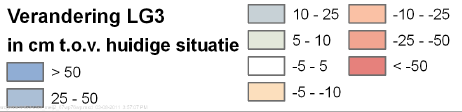 Verandering LG3
in cm t.o.v. huidige situatie
> 50
25 - 50
10 - 25
5 - 10
-5 - 5
-5 - -10
-10 - -25
-25 - -50
< -50